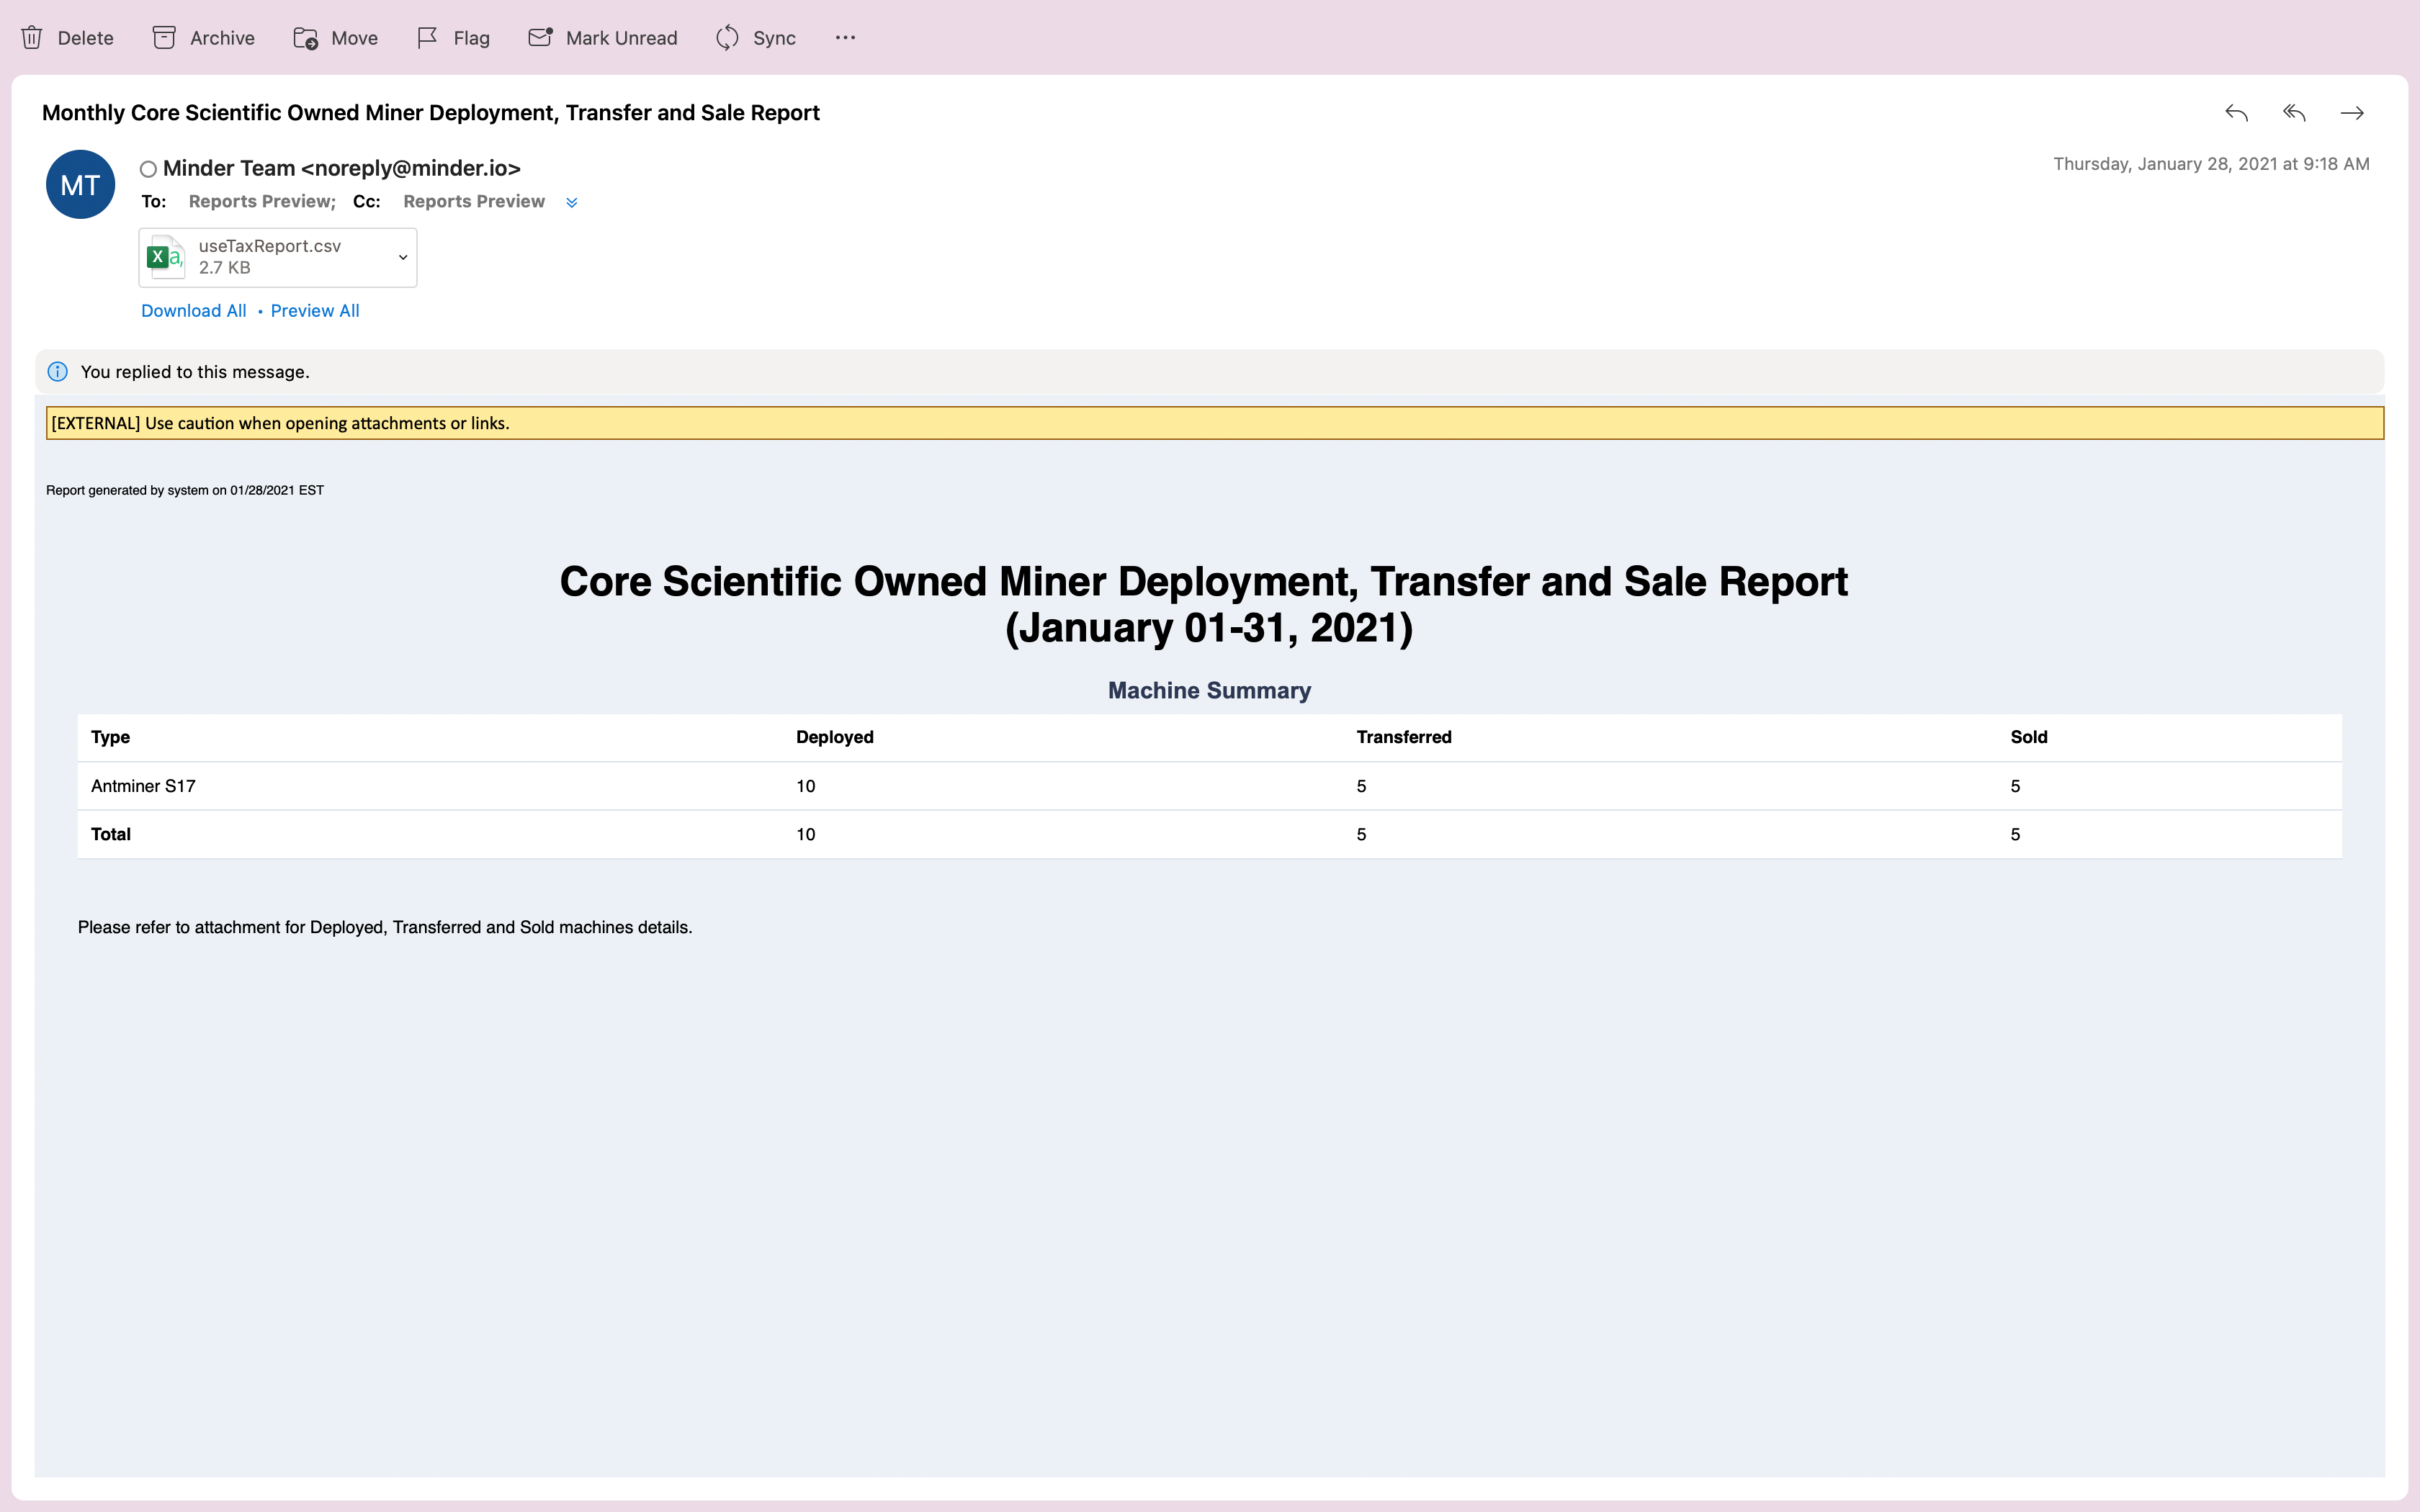 Delete Archive Move Flag Mark Unread Sync ...
Monthly Core Scientific Owned Miner Deployment, Transfer and Sale Report
MT
Minder Team <noreply@minder.io>
Thursday, January 28, 2021 at 9:18 AM
To: Reports Preview; Cc: Reports Preview
X a,
useTaxReport.csv
2.7 KB
Download All • Preview All
You replied to this message.
[EXTERNAL] Use caution when opening attachments or links.
Report generated by system on 01/28/2021 EST
Core Scientific Owned Miner Deployment, Transfer and Sale Report
(January 01-31, 2021)
Machine Summary
Type Deployed Transferred Sold
Antminer S17 10 5 5
Total 10 5 5
Please refer to attachment for Deployed, Transferred and Sold machines details.